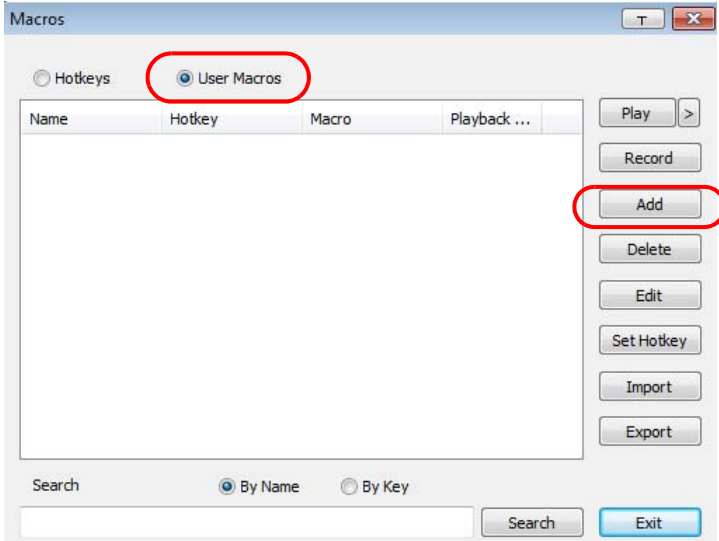 Macros
T
Hotkeys User Macros
Name Hotkey Macro Playback ...
Play >
Record
Add
Delete
Edit
Set Hotkey
Import
Export
Search By Name By Key
Search Exit